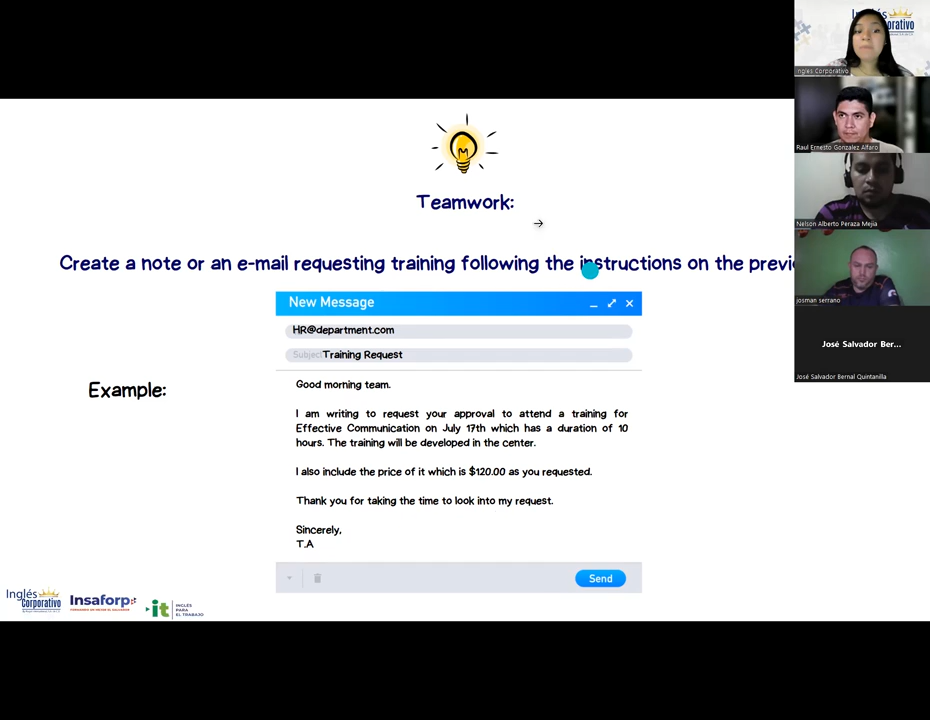 Inglés Corporativo
Ingles Corporativo
Raul Ernesto Gonzalez Alfaro
Nelson Alberto Peraza Mejia
josman serrano
José Salvador Ber...
José Salvador Bernal Quintanilla
Teamwork:
Create a note or an e-mail requesting training following the instructions on the previ
New Message
HR@department.com
Subject Training Request
Example:
Good morning team.
I am writing to request your approval to attend a training for
Effective Communication on July 17th which has a duration of 10
hours. The training will be developed in the center.
I also include the price of it which is $120.00 as you requested.
Thank you for taking the time to look into my request.
Sincerely,
T.A
Send
Inglés
Corporativo
Insaforp
it
INGLÉS
PARA
EL TRABAJO